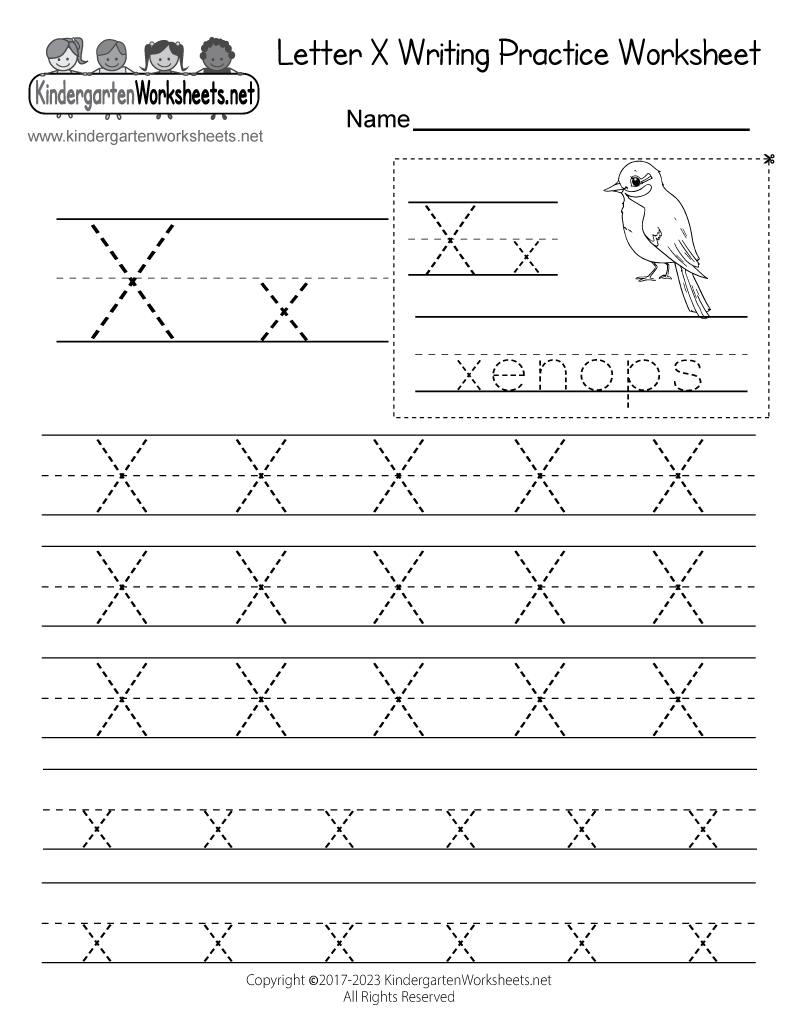 Letter X Writing Practice Worksheet
KindergartenWorksheets.net
www.kindergartenworksheets.net
Name
X x
X x
xenops
X X X X X
X X X X X
X X X X X
x x x x x x
x x x x x x
Copyright ©2017-2023 KindergartenWorksheets.net
All Rights Reserved